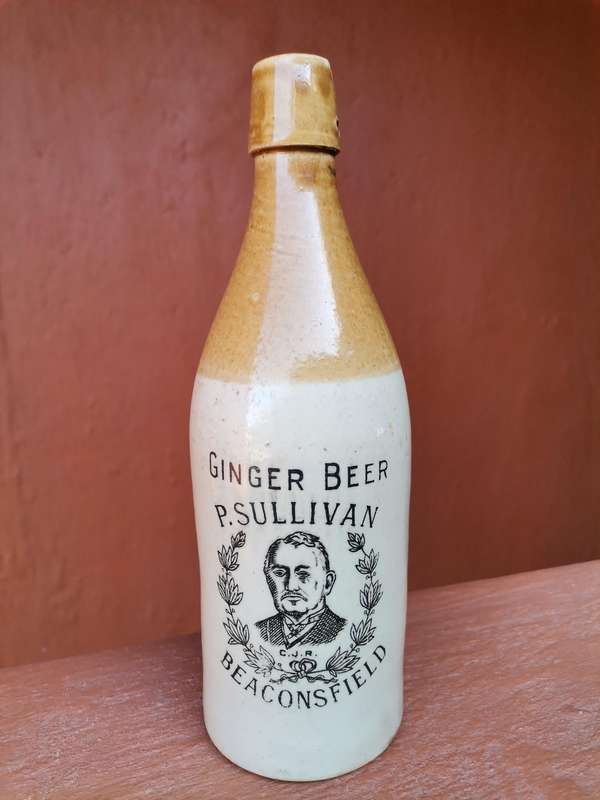 GINGER BEER
P. SULLIVAN
C.J.R.
BEACONSFIELD